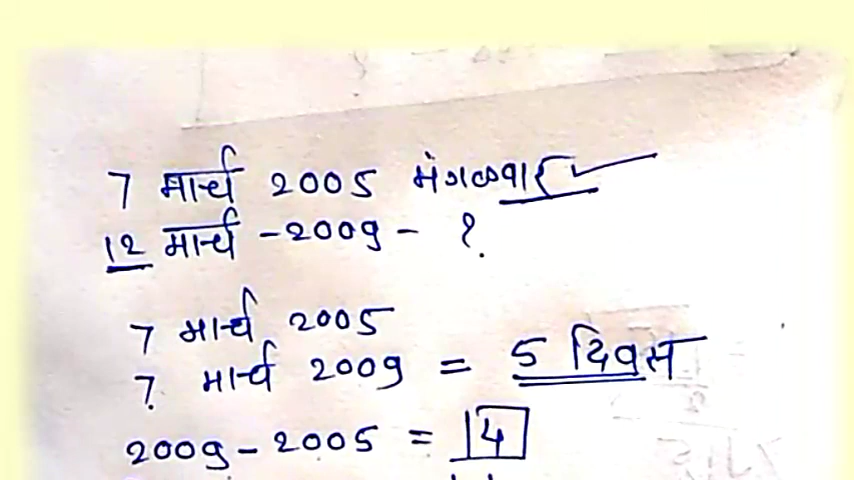 7 मार्च 2005 मंगळवार
12 मार्च - 2009 - ?
7 मार्च 2005
7 मार्च 2009 = 5 दिवस
2009 - 2005 = 4